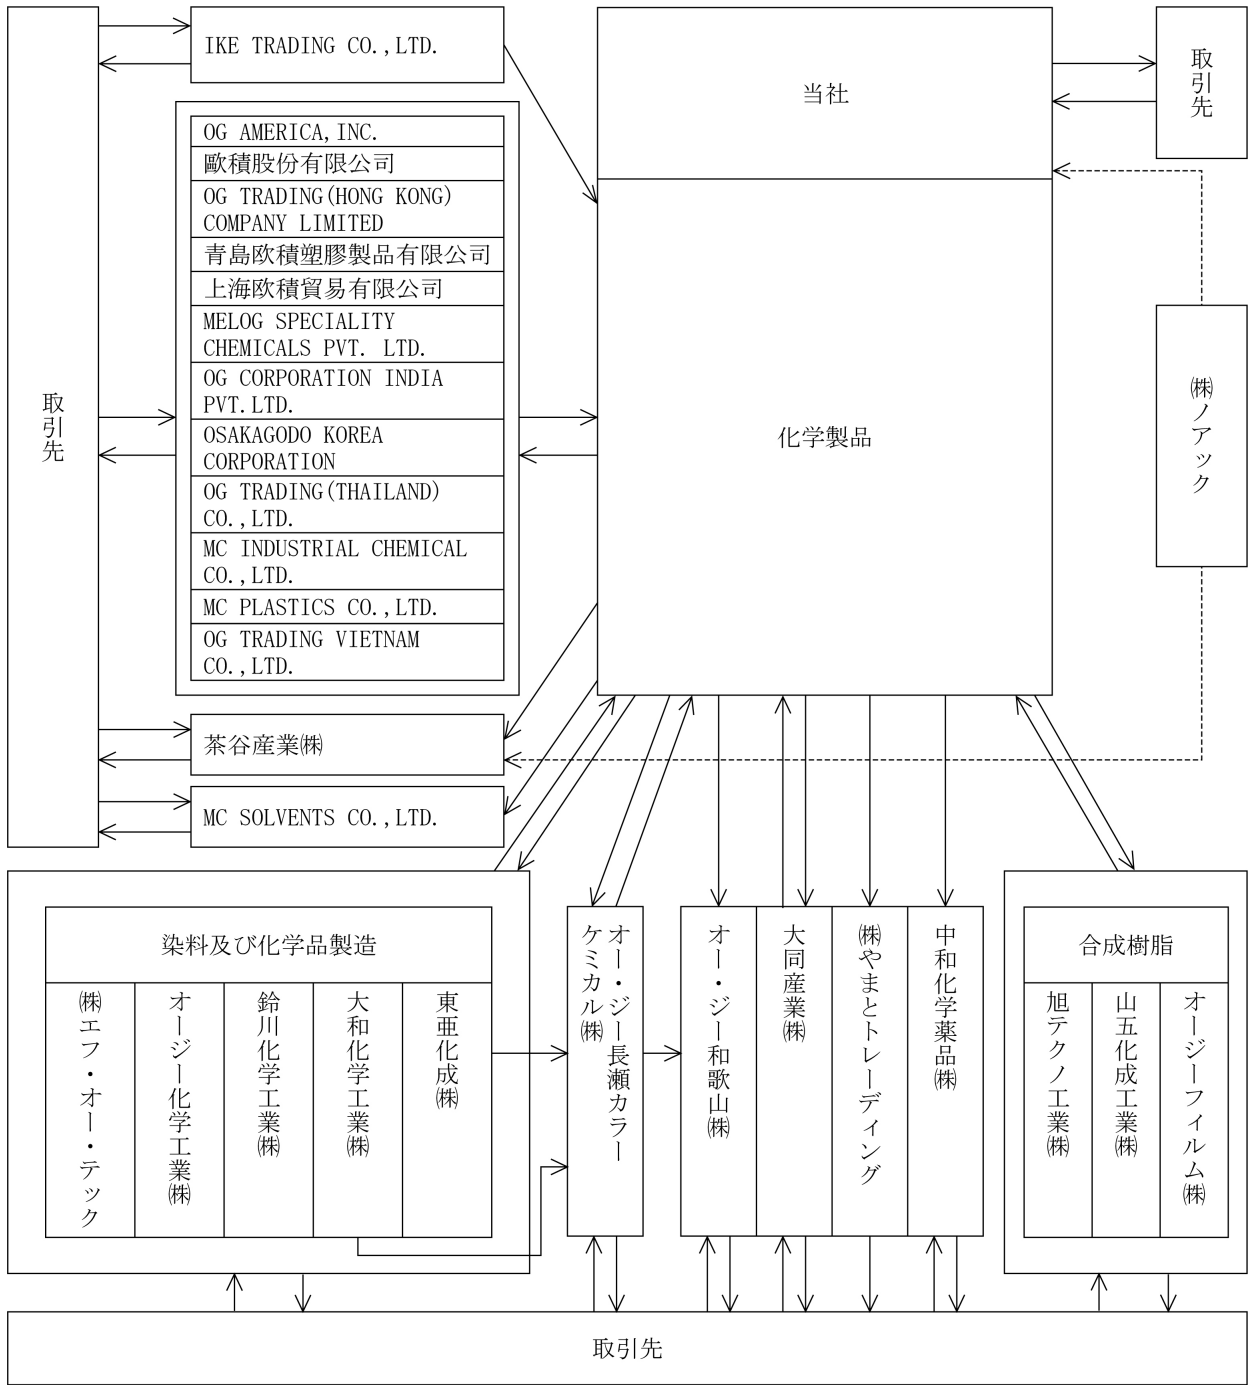 取引先
IKE TRADING CO.,LTD.
OG AMERICA,INC.
歐積股份有限公司
OG TRADING(HONG KONG)
COMPANY LIMITED
青島欧積塑膠製品有限公司
上海欧積貿易有限公司
MELOG SPECIALITY
CHEMICALS PVT. LTD.
OG CORPORATION INDIA
PVT.LTD.
OSAKAGODO KOREA
CORPORATION
OG TRADING(THAILAND)
CO.,LTD.
MC INDUSTRIAL CHEMICAL
CO.,LTD.
MC PLASTICS CO.,LTD.
OG TRADING VIETNAM
CO.,LTD.
茶谷産業㈱
MC SOLVENTS CO.,LTD.
当社
化学製品
取引先
㈱ノアック
染料及び化学品製造
㈱エフ・オー・テック
オージー化学工業㈱
鈴川化学工業㈱
大和化学工業㈱
東亜化成㈱
オー・ジー長瀬カラー
ケミカル㈱
オー・ジー和歌山㈱
大同産業㈱
㈱やまとトレーディング
中和化学薬品㈱
合成樹脂
旭テクノ工業㈱
山五化成工業㈱
オージーフィルム㈱
取引先